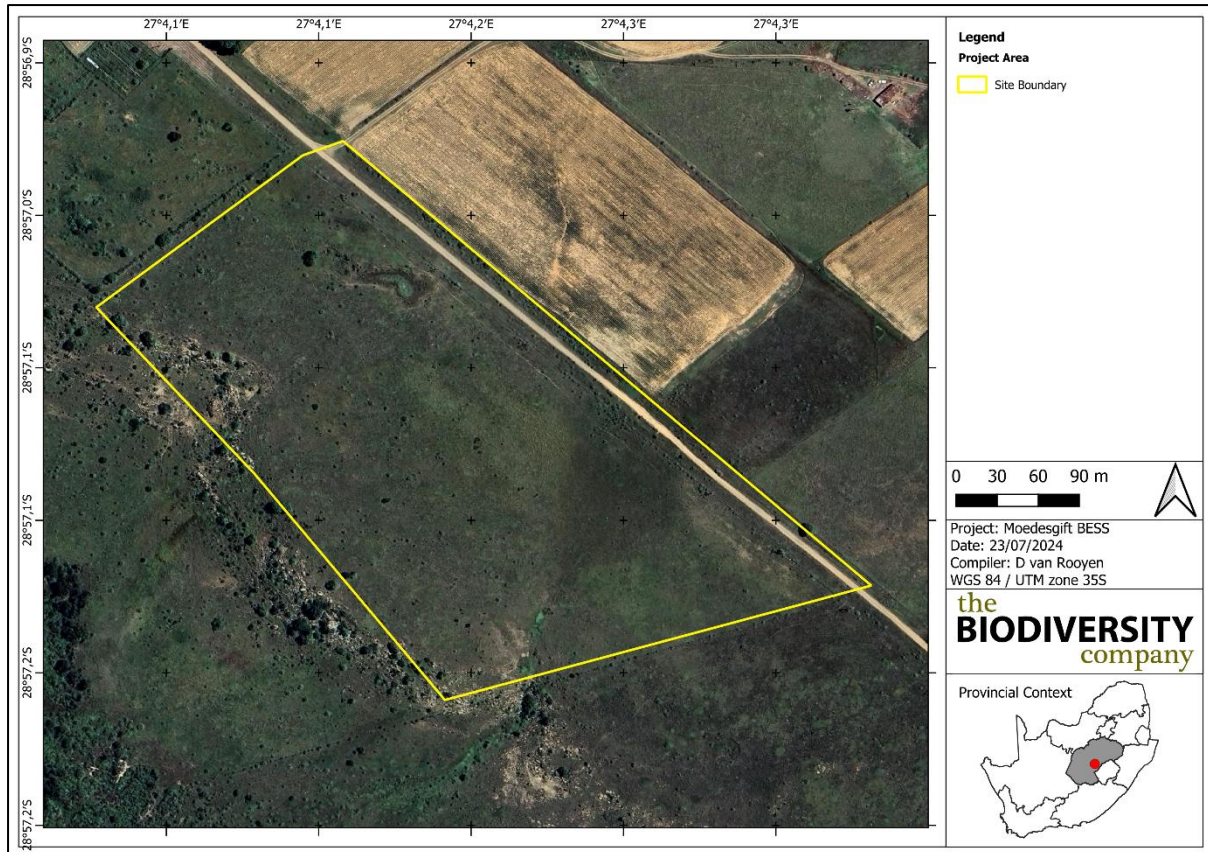 27°4,1'E 27°4,1'E 27°4,2'E 27°4,3'E 27°4,3'E
28°56,9'S
28°57,0'S
28°57,1'S
28°57,1'S
28°57,2'S
28°57,2'S
Legend
Project Area
Site Boundary
0 30 60 90 m
Project: Moedesgift BESS
Date: 23/07/2024
Compiler: D van Rooyen
WGS 84 / UTM zone 35S
the
BIODIVERSITY
company
Provincial Context